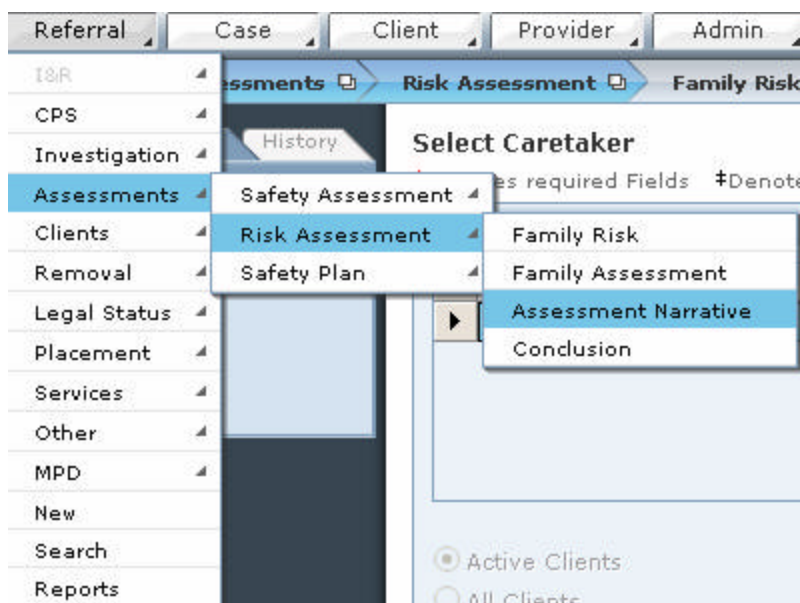 Referral Case Client Provider Admin
I&R
ssments Risk Assessment Family Risk
CPS
History
Select Caretaker
Investigation
es required Fields ‡Denote
Assessments
Safety Assessment
Clients
Risk Assessment
Family Risk
Removal
Safety Plan
Family Assessment
Legal Status
Assessment Narrative
Placement
Conclusion
Services
Other
MPD
New
Search
Active Clients
Reports
All Clients